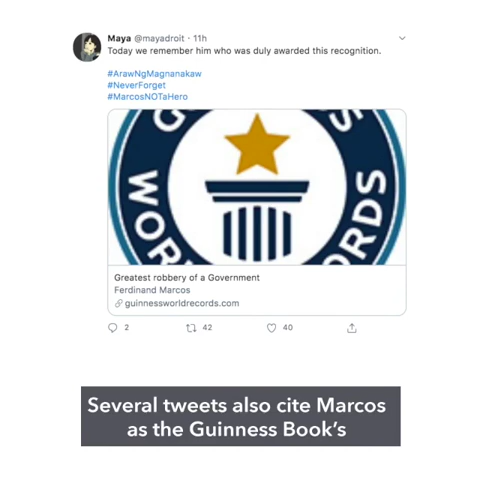 Maya @mayadroit · 11h
Today we remember him who was duly awarded this recognition.
#ArawNgMagnanakaw
#NeverForget
#MarcosNOTaHero
Greatest robbery of a Government
Ferdinand Marcos
guinnessworldrecords.com
2 42 40
Several tweets also cite Marcos
as the Guinness Book's